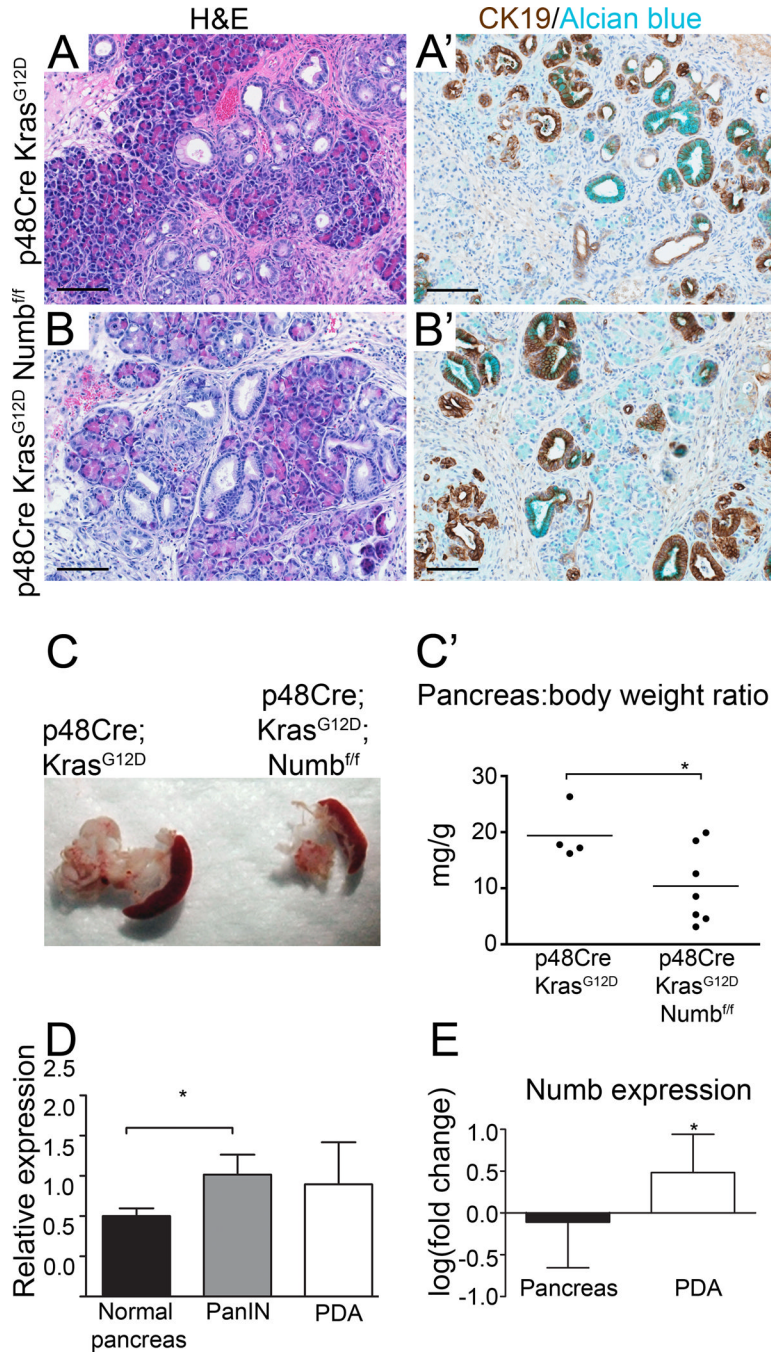 H&E
CK19/Alcian blue
p48Cre Kras^G12D
A
A'
p48Cre Kras^G12D Numb^f/f
B
B'
C
p48Cre;
Kras^G12D
p48Cre;
Kras^G12D;
Numb^f/f
C'
Pancreas:body weight ratio
mg/g
30
20
10
0
*
p48Cre
Kras^G12D
p48Cre
Kras^G12D
Numb^f/f
D
Relative expression
2.5
2.0
1.5
1.0
0.5
0.0
*
Normal
pancreas
PanIN
PDA
E
Numb expression
log(fold change)
1.0
0.5
0.0
-0.5
-1.0
*
Pancreas
PDA